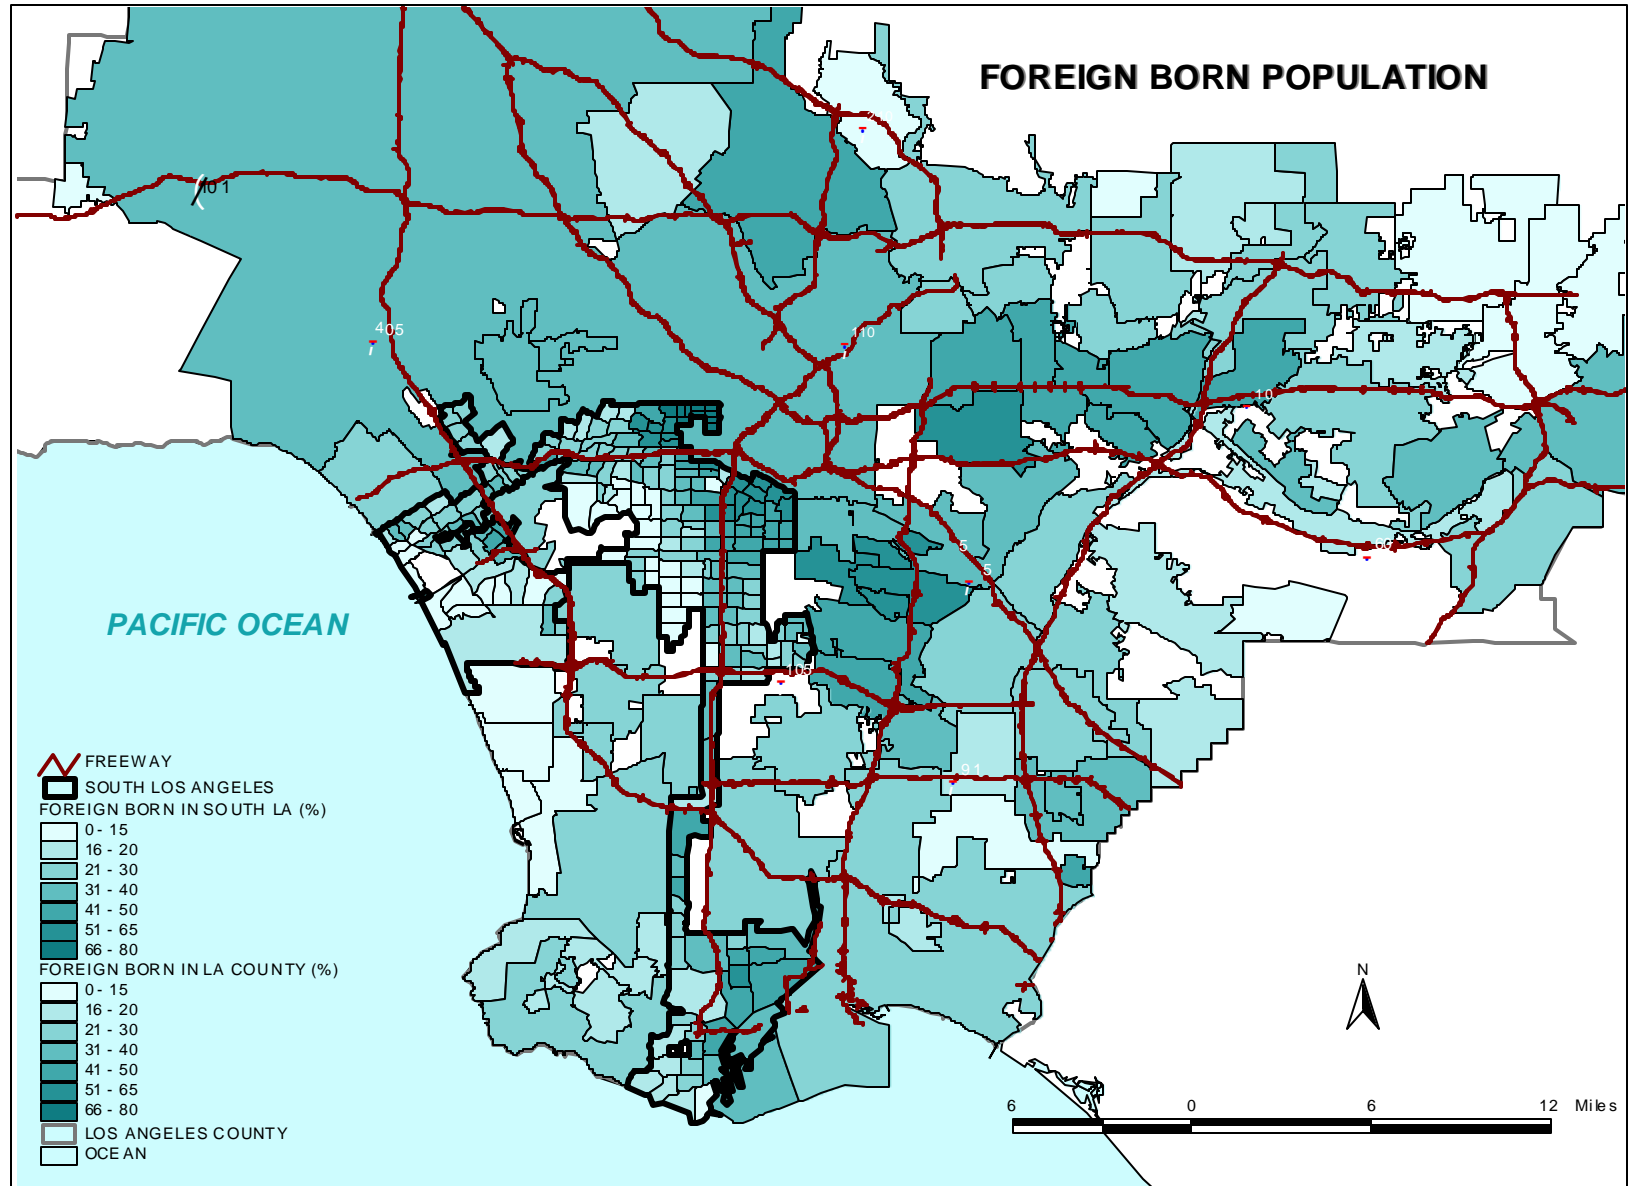 FOREIGN BORN POPULATION
2
101
405
110
10
5
5
60
PACIFIC OCEAN
105
91
FREEWAY
SOUTH LOS ANGELES
FOREIGN BORN IN SOUTH LA (%)
0 - 15
16 - 20
21 - 30
31 - 40
41 - 50
51 - 65
66 - 80
FOREIGN BORN IN LA COUNTY (%)
0 - 15
16 - 20
21 - 30
31 - 40
41 - 50
51 - 65
66 - 80
LOS ANGELES COUNTY
OCEAN
N
6 0 6 12 Miles